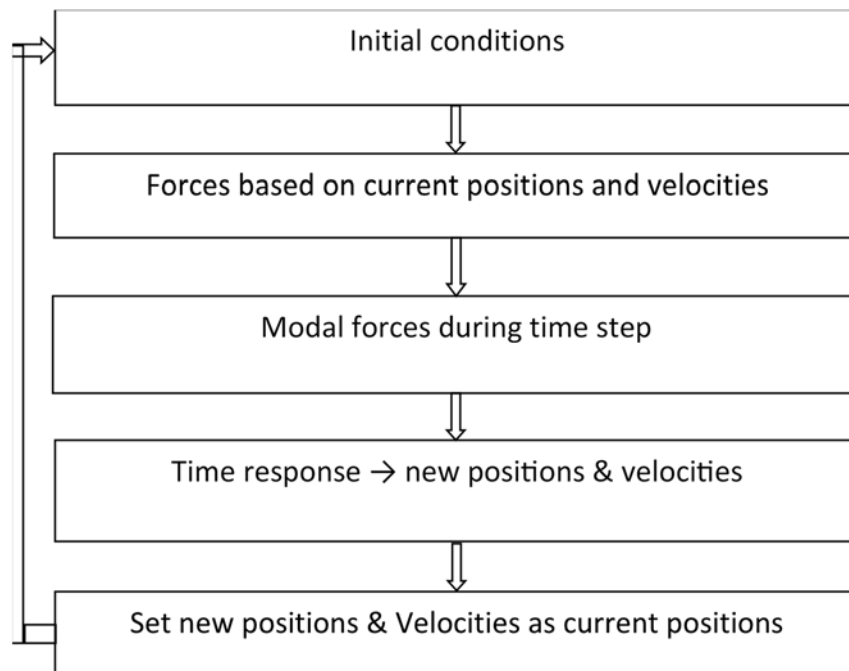 Initial conditions
Forces based on current positions and velocities
Modal forces during time step
Time response → new positions & velocities
Set new positions & Velocities as current positions